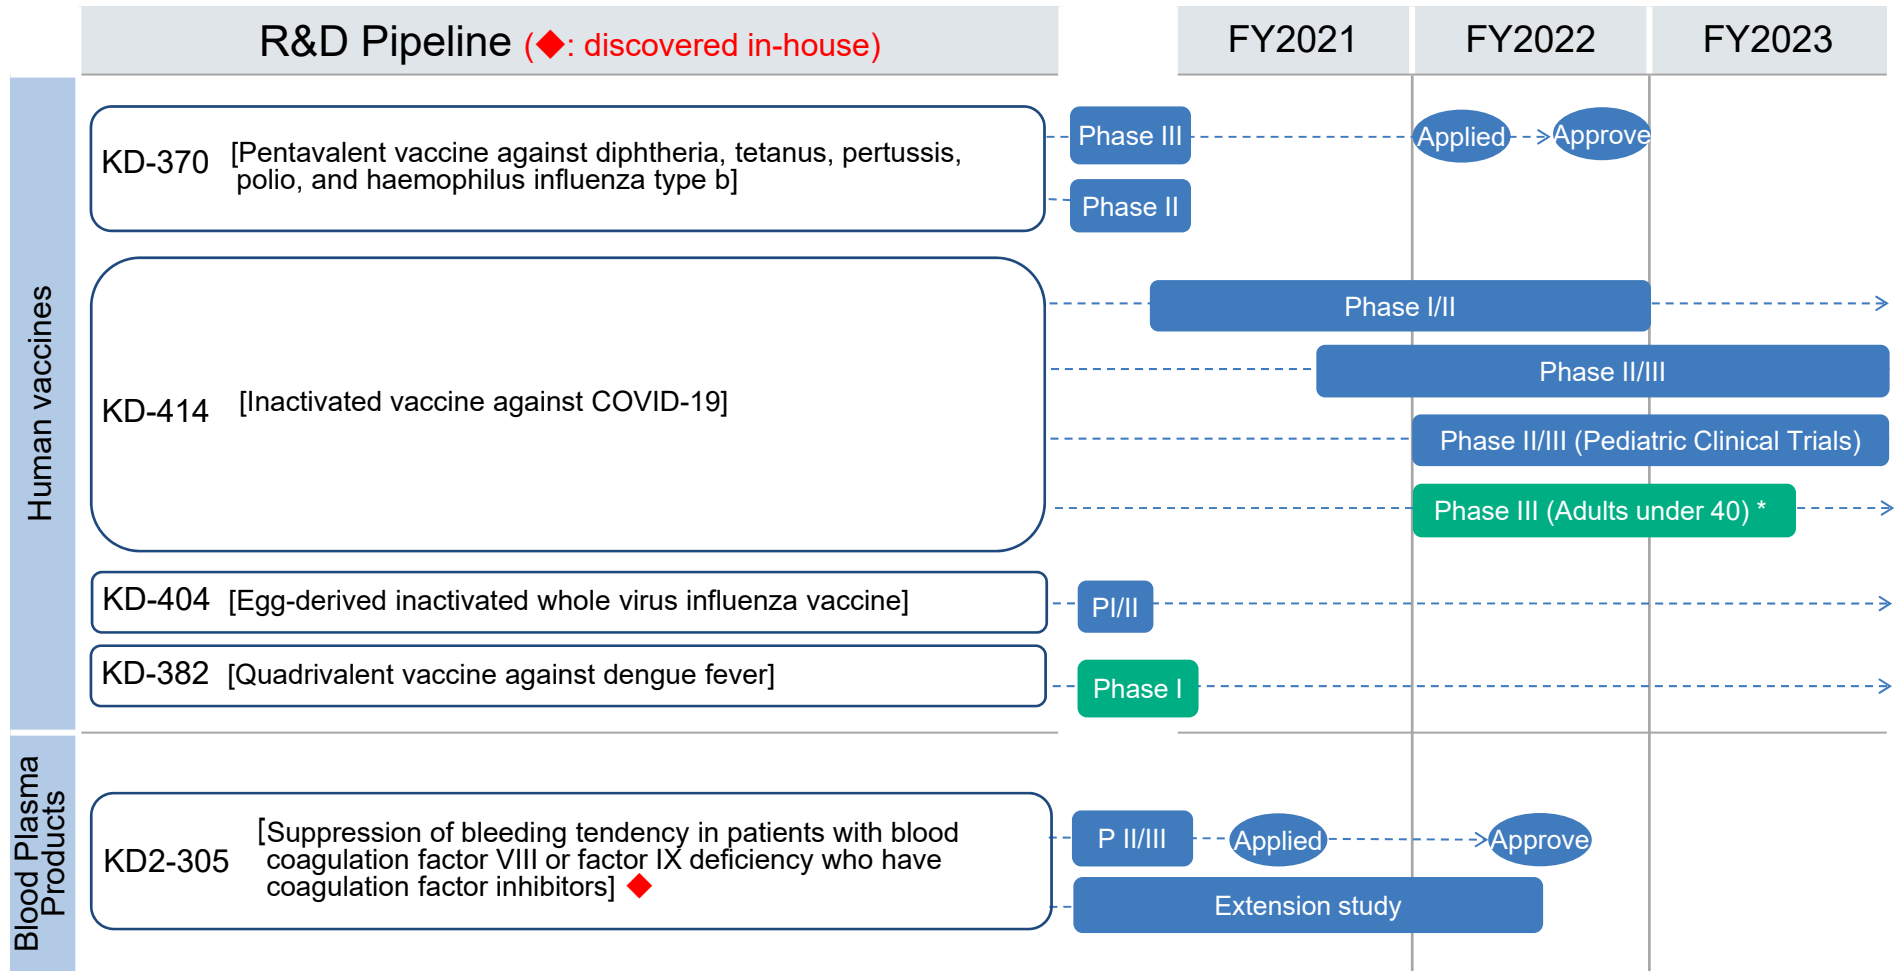 R&D Pipeline (◆: discovered in-house)
FY2021
FY2022
FY2023
Human vaccines
KD-370
[Pentavalent vaccine against diphtheria, tetanus, pertussis,
polio, and haemophilus influenza type b]
Phase III
Applied
Approve
Phase II
KD-414
[Inactivated vaccine against COVID-19]
Phase I/II
Phase II/III
Phase II/III (Pediatric Clinical Trials)
Phase III (Adults under 40) *
KD-404
[Egg-derived inactivated whole virus influenza vaccine]
PI/II
KD-382
[Quadrivalent vaccine against dengue fever]
Phase I
Blood Plasma
Products
KD2-305
[Suppression of bleeding tendency in patients with blood
coagulation factor VIII or factor IX deficiency who have
coagulation factor inhibitors] ◆
P II/III
Applied
Approve
Extension study